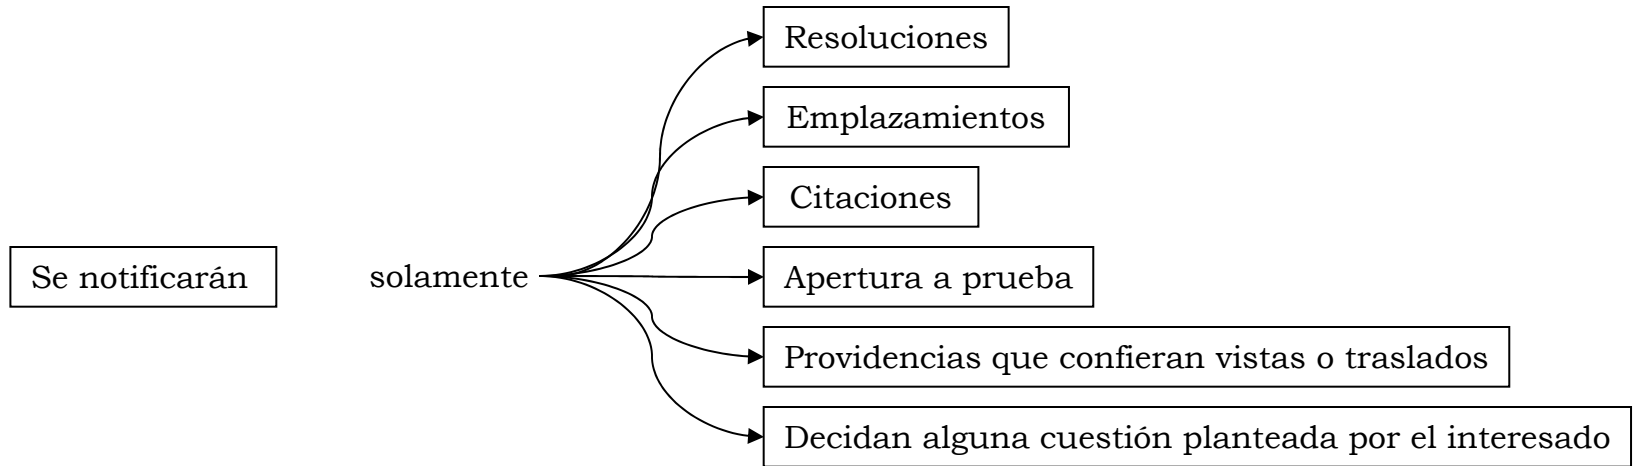 Se notificarán
solamente
Resoluciones
Emplazamientos
Citaciones
Apertura a prueba
Providencias que confieran vistas o traslados
Decidan alguna cuestión planteada por el interesado